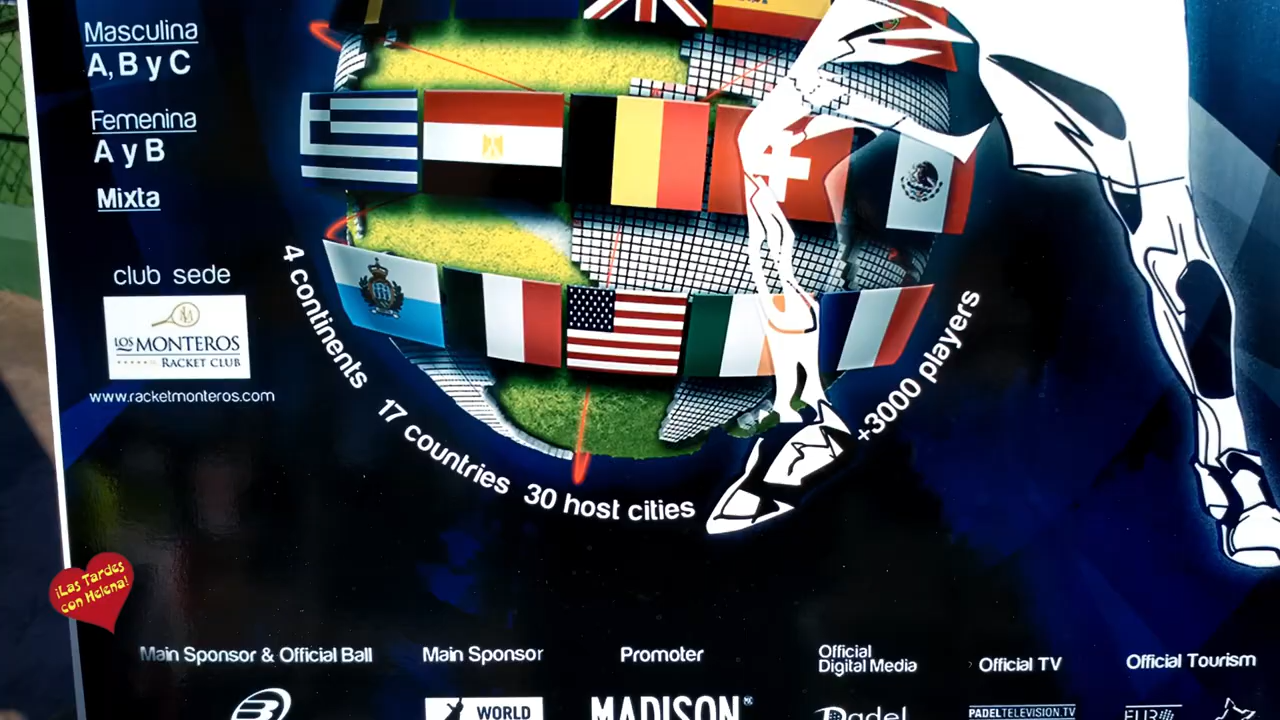 Masculina
A, B y C
Femenina
A y B
Mixta
club sede
LOS MONTEROS
RACKET CLUB
www.racketmonteros.com
4 continents 17 countries 30 host cities +3000 players
¡Las Tardes
con Helena!
Main Sponsor & Official Ball
Main Sponsor
WORLD
Promoter
MADISON
Official
Digital Media
Padel
Official TV
PADELTELEVISION.TV
Official Tourism